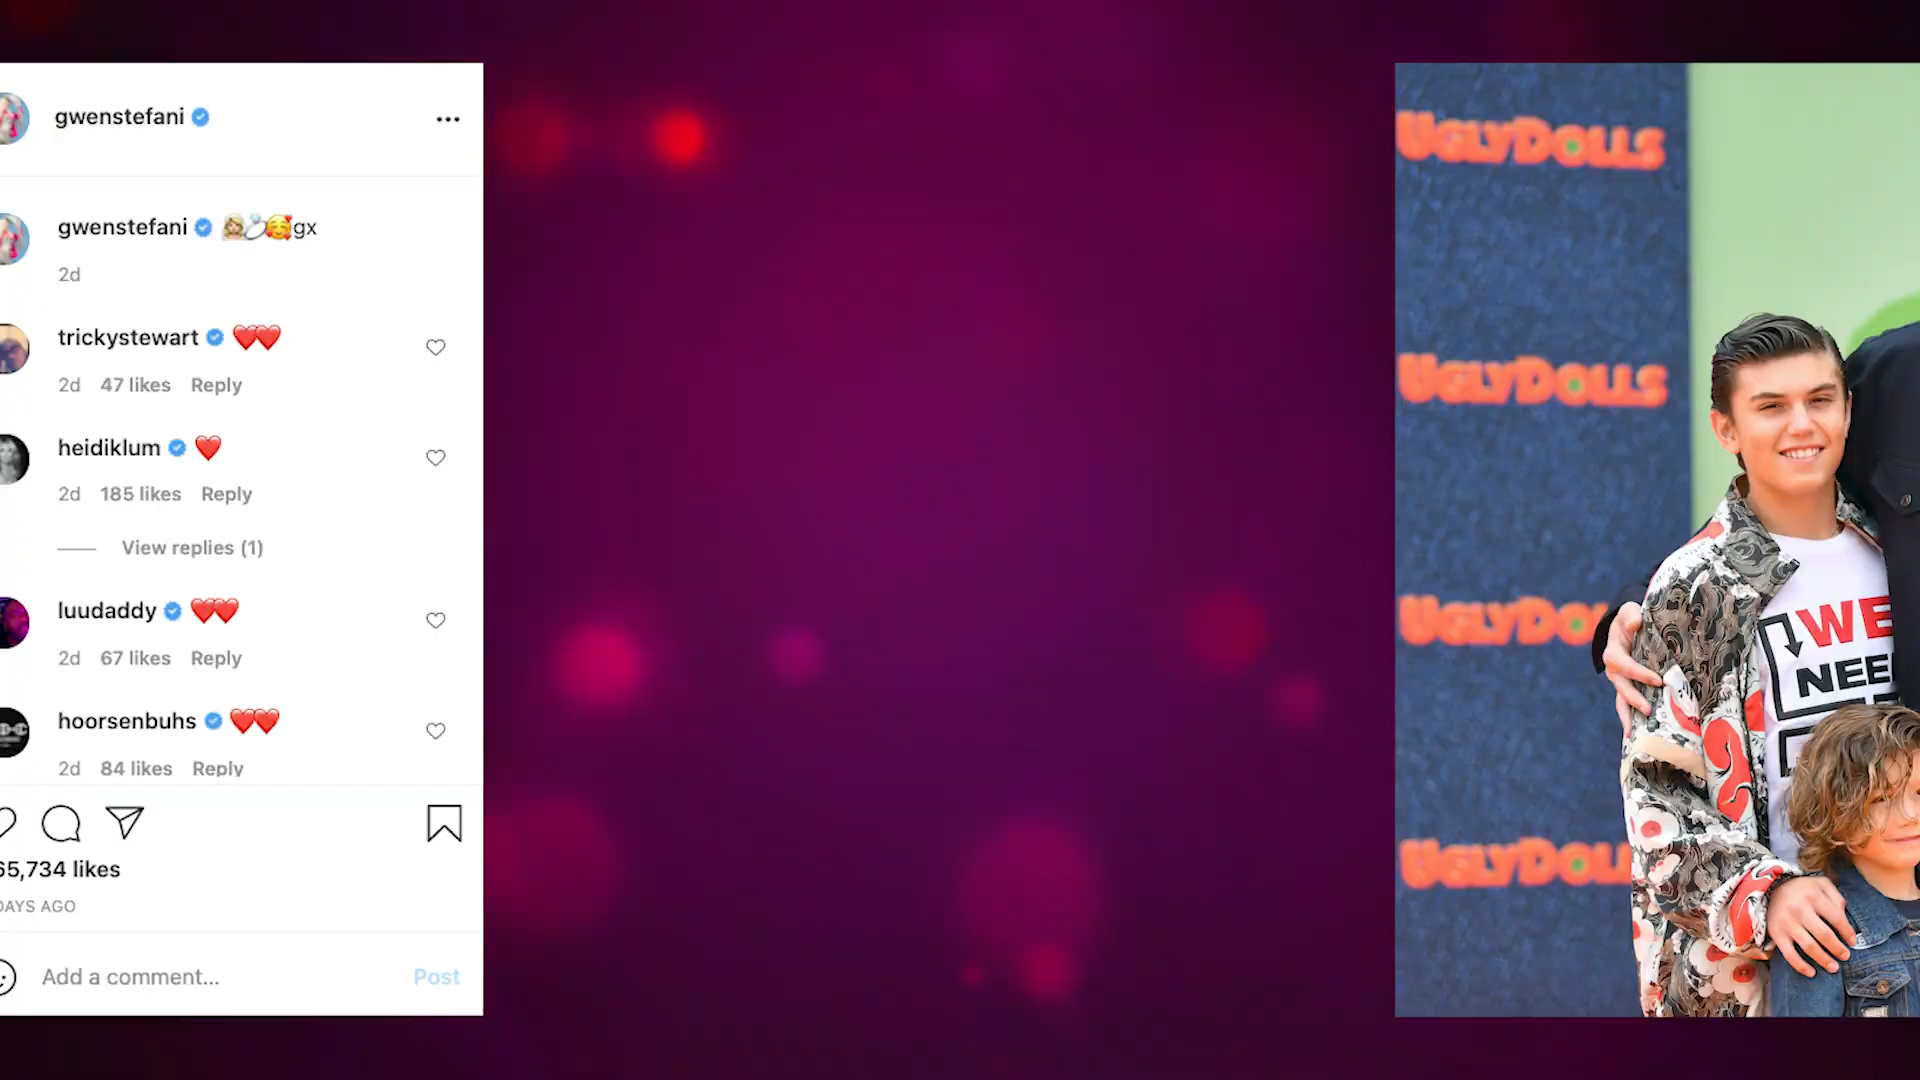 gwenstefani
gwenstefani gx
2d
trickystewart
2d 47 likes Reply
heidiklum
2d 185 likes Reply
View replies (1)
luudaddy
2d 67 likes Reply
hoorsenbuhs
2d 84 likes Reply
65,734 likes
DAYS AGO
Add a comment... Post
UGLYDOLLS
UGLYDOLLS
UGLYDO
UGLYDOL
WE
NEE